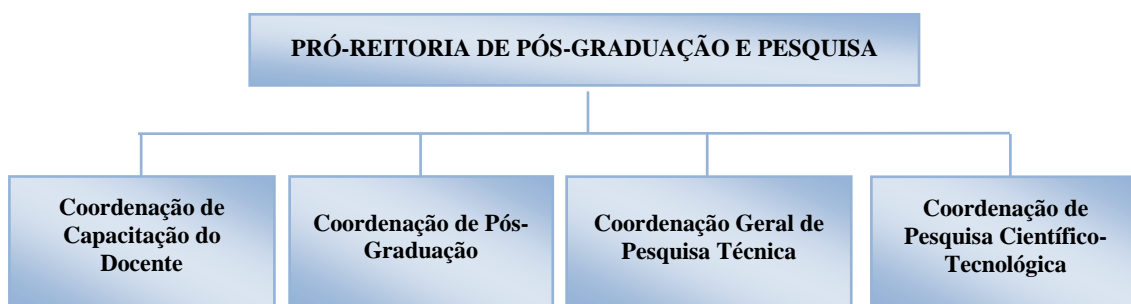 PRÓ-REITORIA DE PÓS-GRADUAÇÃO E PESQUISA
Coordenação de
Capacitação do
Docente
Coordenação de Pós-
Graduação
Coordenação Geral de
Pesquisa Técnica
Coordenação de
Pesquisa Científico-
Tecnológica